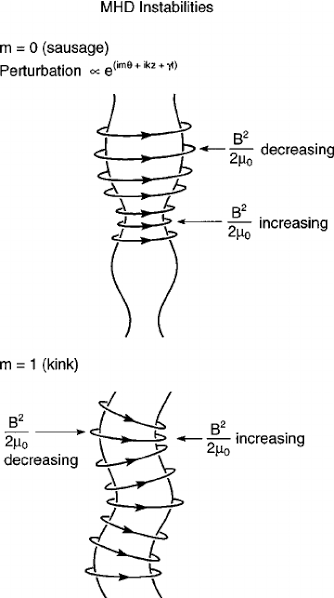 MHD Instabilities
m = 0 (sausage)
Perturbation ∝ e^(imθ + ikz + γt)
B²/2μ₀ decreasing
B²/2μ₀ increasing
m = 1 (kink)
B²/2μ₀
decreasing
B²/2μ₀ increasing